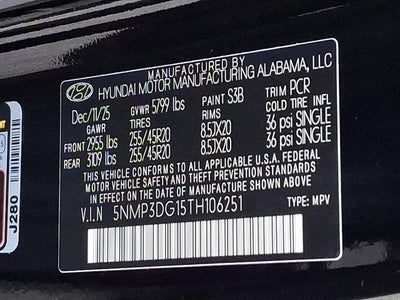 MANUFACTURED BY
HYUNDAI MOTOR MANUFACTURING ALABAMA, LLC
Dec/11/25 GVWR 5799 lbs PAINT S3B TRIM PCR
GAWR TIRES RIMS COLD TIRE INFL
FRONT 2955 lbs 255/45R20 8.5JX20 36 psi SINGLE
REAR 3109 lbs 255/45R20 8.5JX20 36 psi SINGLE
THIS VEHICLE CONFORMS TO ALL APPLICABLE U.S.A. FEDERAL
MOTOR VEHICLE SAFETY AND THEFT PREVENTION STANDARDS
IN EFFECT ON THE DATE OF MANUFACTURE SHOWN ABOVE.
V.I.N 5NMP3DG15TH106251 TYPE: MPV
J280